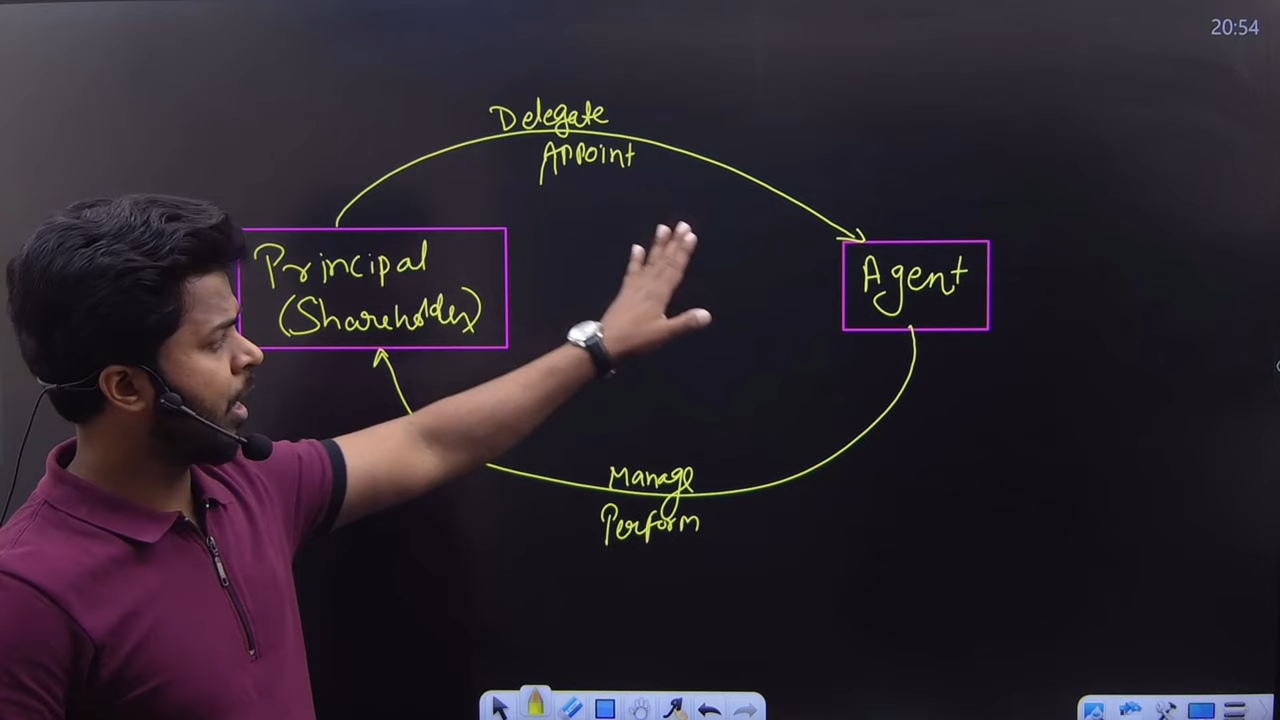 20:54
Delegate
Appoint
Principal
(Shareholder)
Agent
Manage
Perform